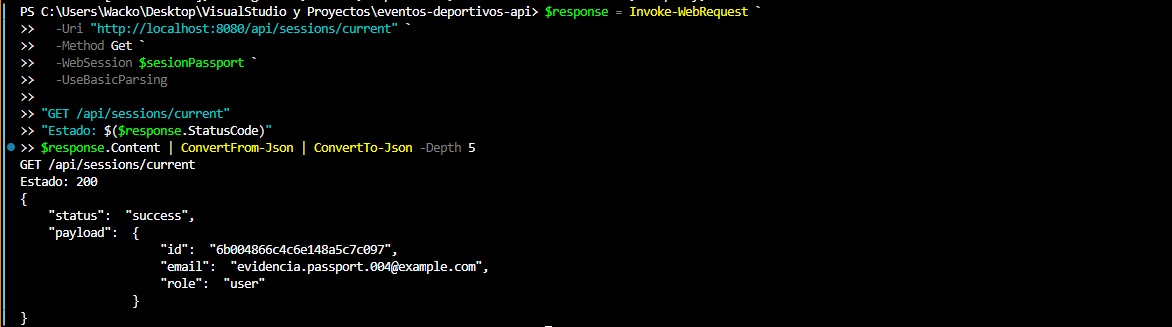 PS C:\Users\Wacko\Desktop\VisualStudio y Proyectos\eventos-deportivos-api> $response = Invoke-WebRequest `
>>   -Uri "http://localhost:8080/api/sessions/current" `
>>   -Method Get `
>>   -WebSession $sesionPassport `
>>   -UseBasicParsing
>>
>> "GET /api/sessions/current"
>> "Estado: $($response.StatusCode)"
>> $response.Content | ConvertFrom-Json | ConvertTo-Json -Depth 5
GET /api/sessions/current
Estado: 200
{
    "status":  "success",
    "payload":  {
                    "id":  "6b004866c4c6e148a5c7c097",
                    "email":  "evidencia.passport.004@example.com",
                    "role":  "user"
                }
}